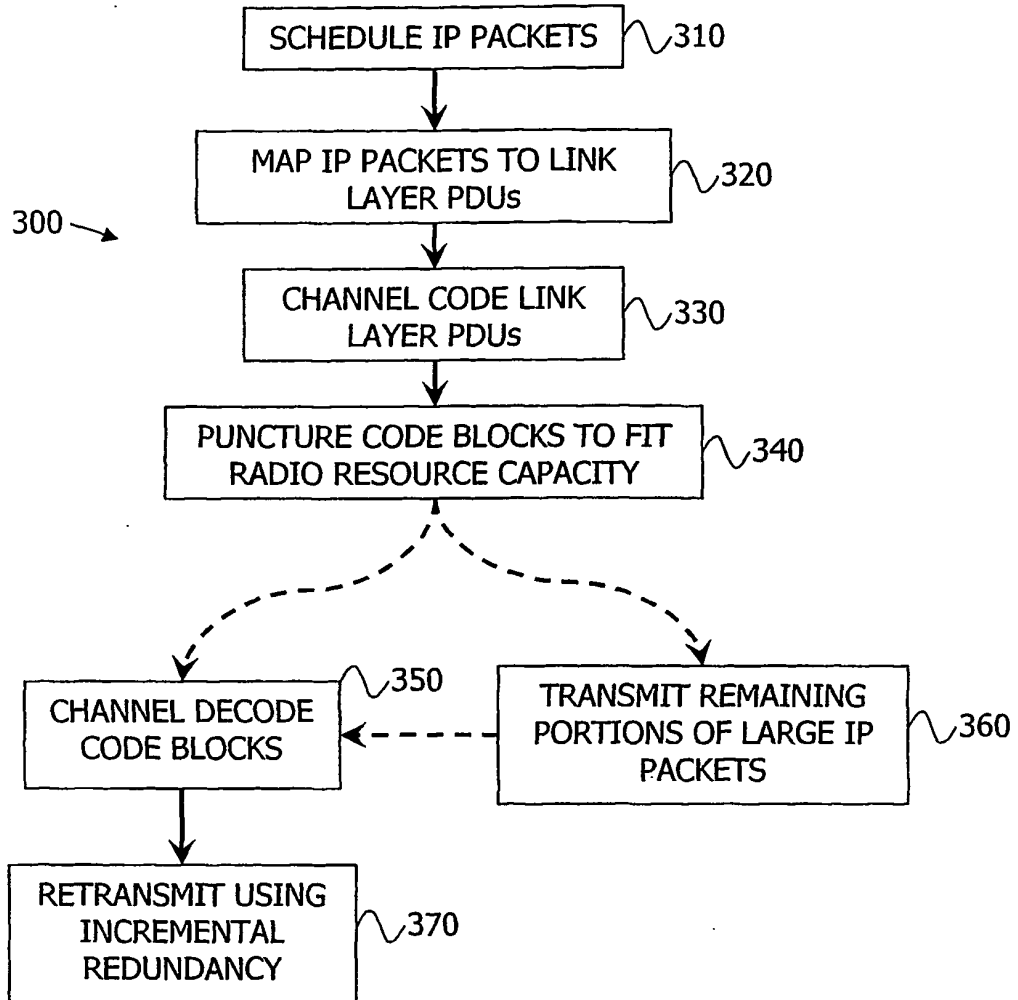 SCHEDULE IP PACKETS
310
MAP IP PACKETS TO LINK
LAYER PDUs
320
300
CHANNEL CODE LINK
LAYER PDUs
330
PUNCTURE CODE BLOCKS TO FIT
RADIO RESOURCE CAPACITY
340
CHANNEL DECODE
CODE BLOCKS
350
TRANSMIT REMAINING
PORTIONS OF LARGE IP
PACKETS
360
RETRANSMIT USING
INCREMENTAL
REDUNDANCY
370